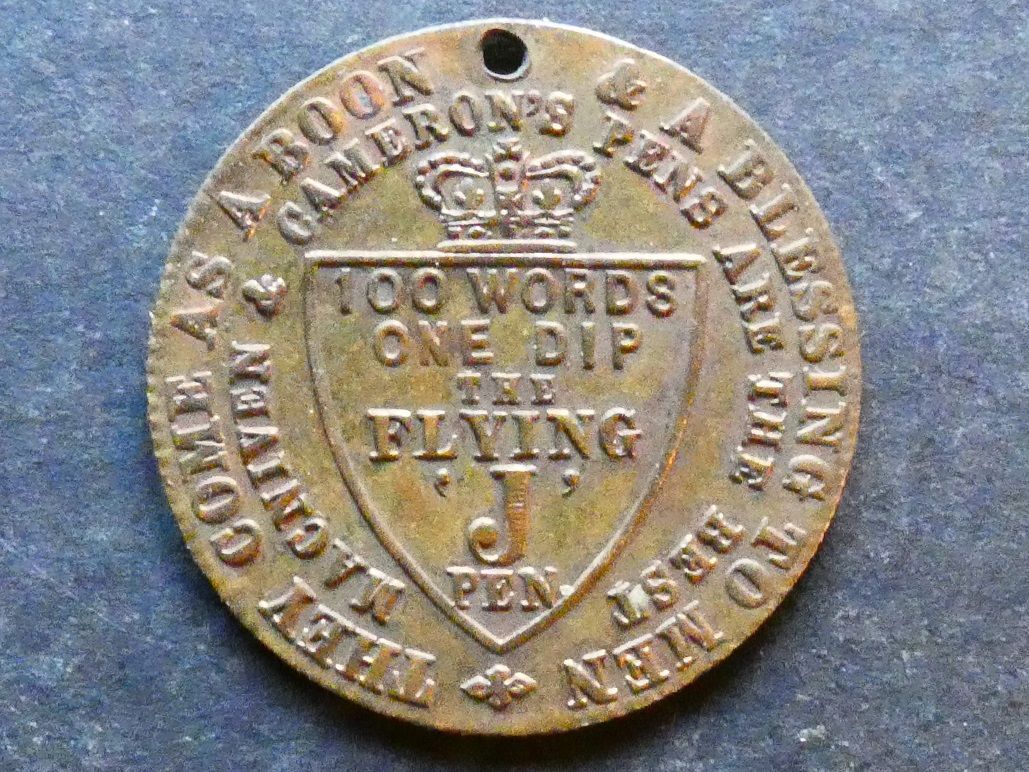 THEY COME AS A BOON & A BLESSING TO MEN
MACNIVEN & CAMERON'S PENS ARE THE BEST
100 WORDS
ONE DIP
THE
FLYING
'J'
PEN.